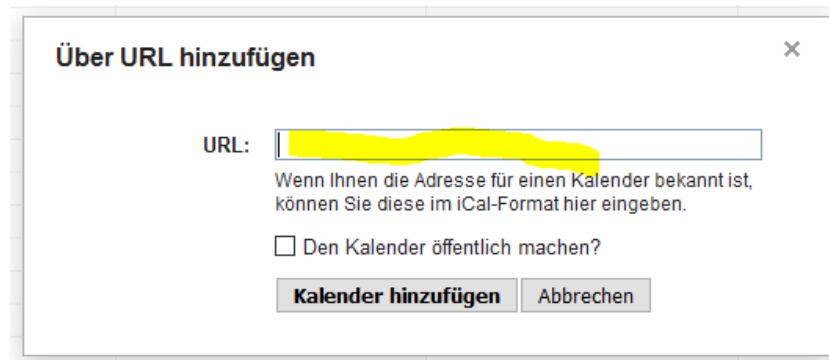 Über URL hinzufügen
×
URL:
Wenn Ihnen die Adresse für einen Kalender bekannt ist,
können Sie diese im iCal-Format hier eingeben.
Den Kalender öffentlich machen?
Kalender hinzufügen Abbrechen